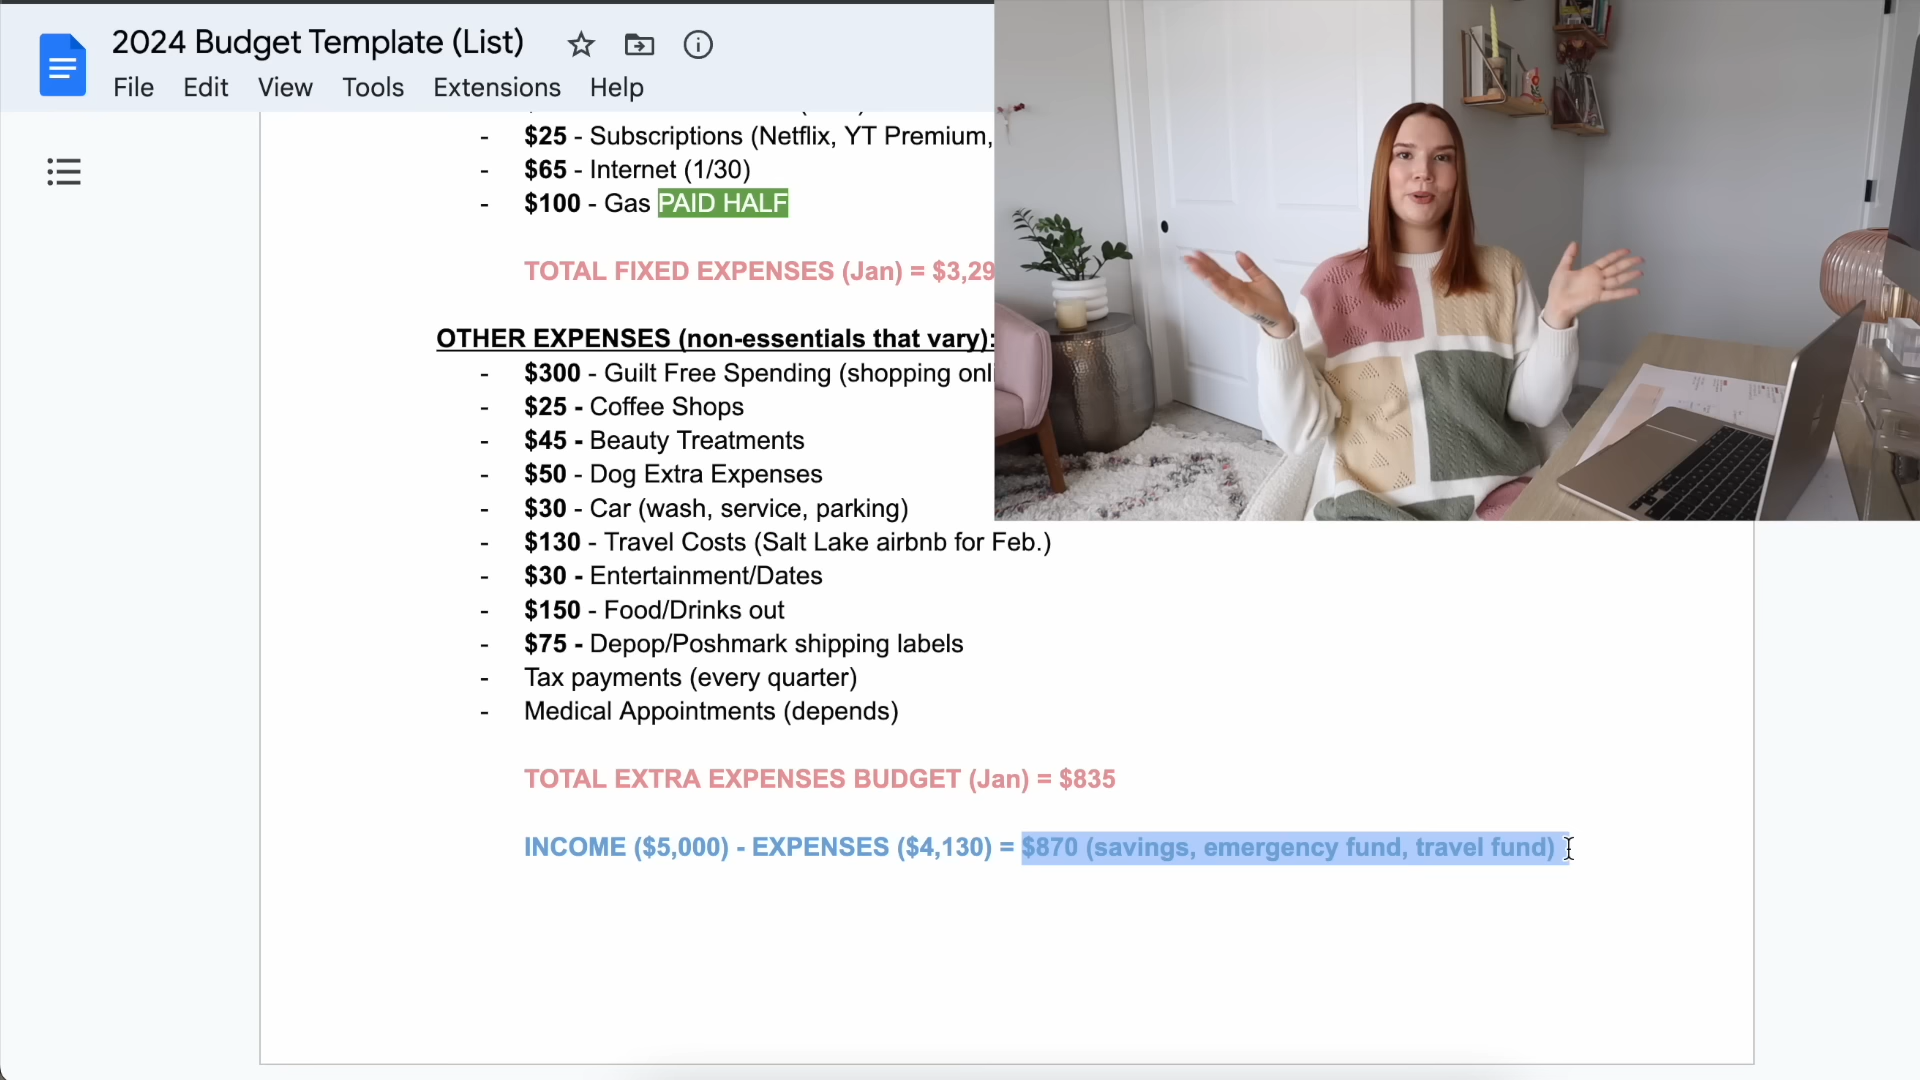 2024 Budget Template (List)
File Edit View Tools Extensions Help
- $25 - Subscriptions (Netflix, YT Premium,
- $65 - Internet (1/30)
- $100 - Gas PAID HALF
TOTAL FIXED EXPENSES (Jan) = $3,29
OTHER EXPENSES (non-essentials that vary):
- $300 - Guilt Free Spending (shopping onli
- $25 - Coffee Shops
- $45 - Beauty Treatments
- $50 - Dog Extra Expenses
- $30 - Car (wash, service, parking)
- $130 - Travel Costs (Salt Lake airbnb for Feb.)
- $30 - Entertainment/Dates
- $150 - Food/Drinks out
- $75 - Depop/Poshmark shipping labels
- Tax payments (every quarter)
- Medical Appointments (depends)
TOTAL EXTRA EXPENSES BUDGET (Jan) = $835
INCOME ($5,000) - EXPENSES ($4,130) = $870 (savings, emergency fund, travel fund)